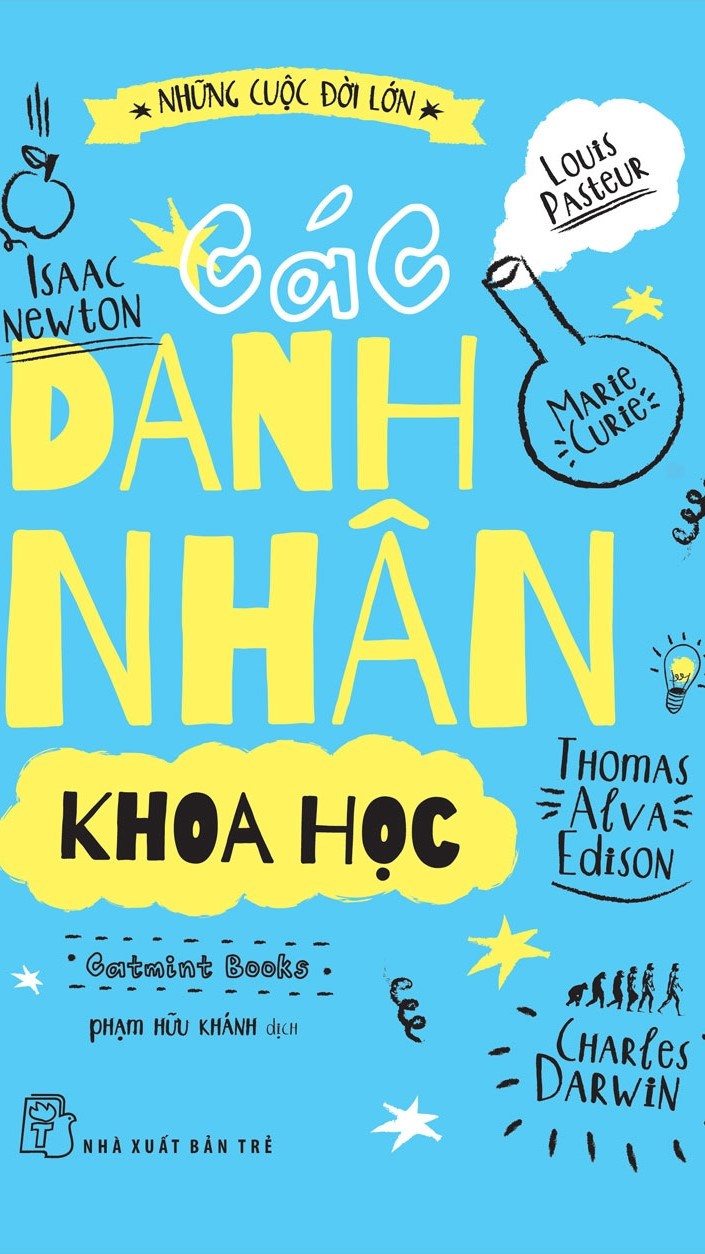 NHỮNG CUỘC ĐỜI LỚN
LOUIS
PASTEUR
ISAAC
NEWTON
CÁC
DANH
NHÂN
MARIE
CURIE
KHOA HỌC
THOMAS
ALVA
EDISON
Catmint Books
PHẠM HỮU KHÁNH DỊCH
CHARLES
DARWIN
NHÀ XUẤT BẢN TRẺ